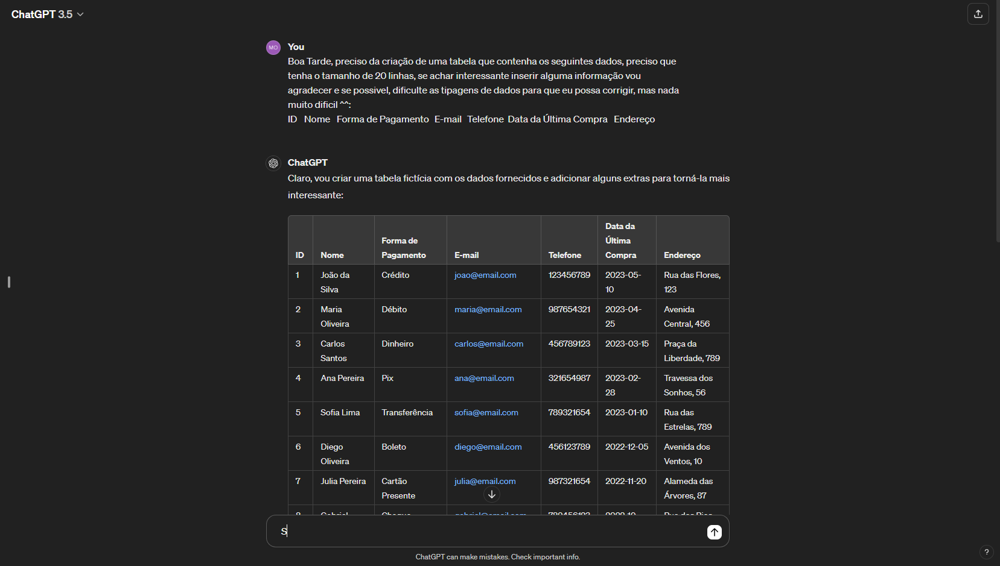 ChatGPT 3.5
MO
You
Boa Tarde, preciso da criação de uma tabela que contenha os seguintes dados, preciso que
tenha o tamanho de 20 linhas, se achar interessante inserir alguma informação vou
agradecer e se possivel, dificulte as tipagens de dados para que eu possa corrigir, mas nada
muito dificil ^^:
ID Nome Forma de Pagamento E-mail Telefone Data da Última Compra Endereço
ChatGPT
Claro, vou criar uma tabela fictícia com os dados fornecidos e adicionar alguns extras para torná-la mais
interessante:
Data da
Forma de Última
ID Nome Pagamento E-mail Telefone Compra Endereço
1 João da Crédito joao@email.com 123456789 2023-05- Rua das Flores,
Silva 10 123
2 Maria Débito maria@email.com 987654321 2023-04- Avenida
Oliveira 25 Central, 456
3 Carlos Dinheiro carlos@email.com 456789123 2023-03-15 Praça da
Santos Liberdade, 789
4 Ana Pereira Pix ana@email.com 321654987 2023-02- Travessa dos
28 Sonhos, 56
5 Sofia Lima Transferência sofia@email.com 789321654 2023-01-10 Rua das
Estrelas, 789
6 Diego Boleto diego@email.com 456123789 2022-12-05 Avenida dos
Oliveira Ventos, 10
7 Julia Pereira Cartão julia@email.com 987321654 2022-11-20 Alameda das
Presente Árvores, 87
8 Gabriel Cheque gabriel@email.com
S
ChatGPT can make mistakes. Check important info.
?